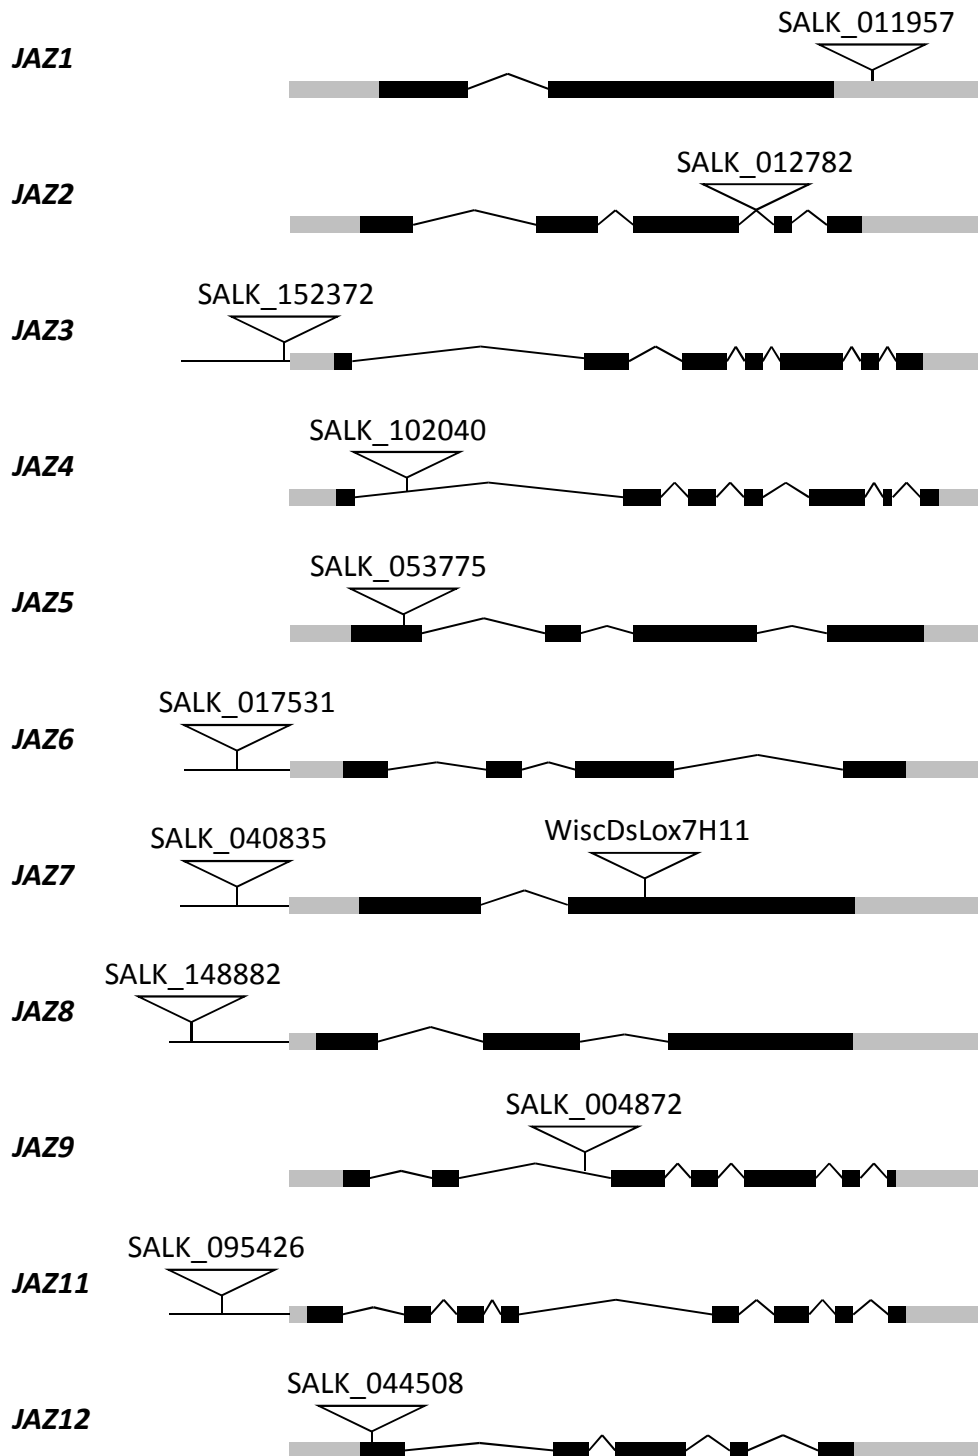 SALK_011957
JAZ1
SALK_012782
JAZ2
SALK_152372
JAZ3
SALK_102040
JAZ4
SALK_053775
JAZ5
SALK_017531
JAZ6
SALK_040835 WiscDsLox7H11
JAZ7
SALK_148882
JAZ8
SALK_004872
JAZ9
SALK_095426
JAZ11
SALK_044508
JAZ12